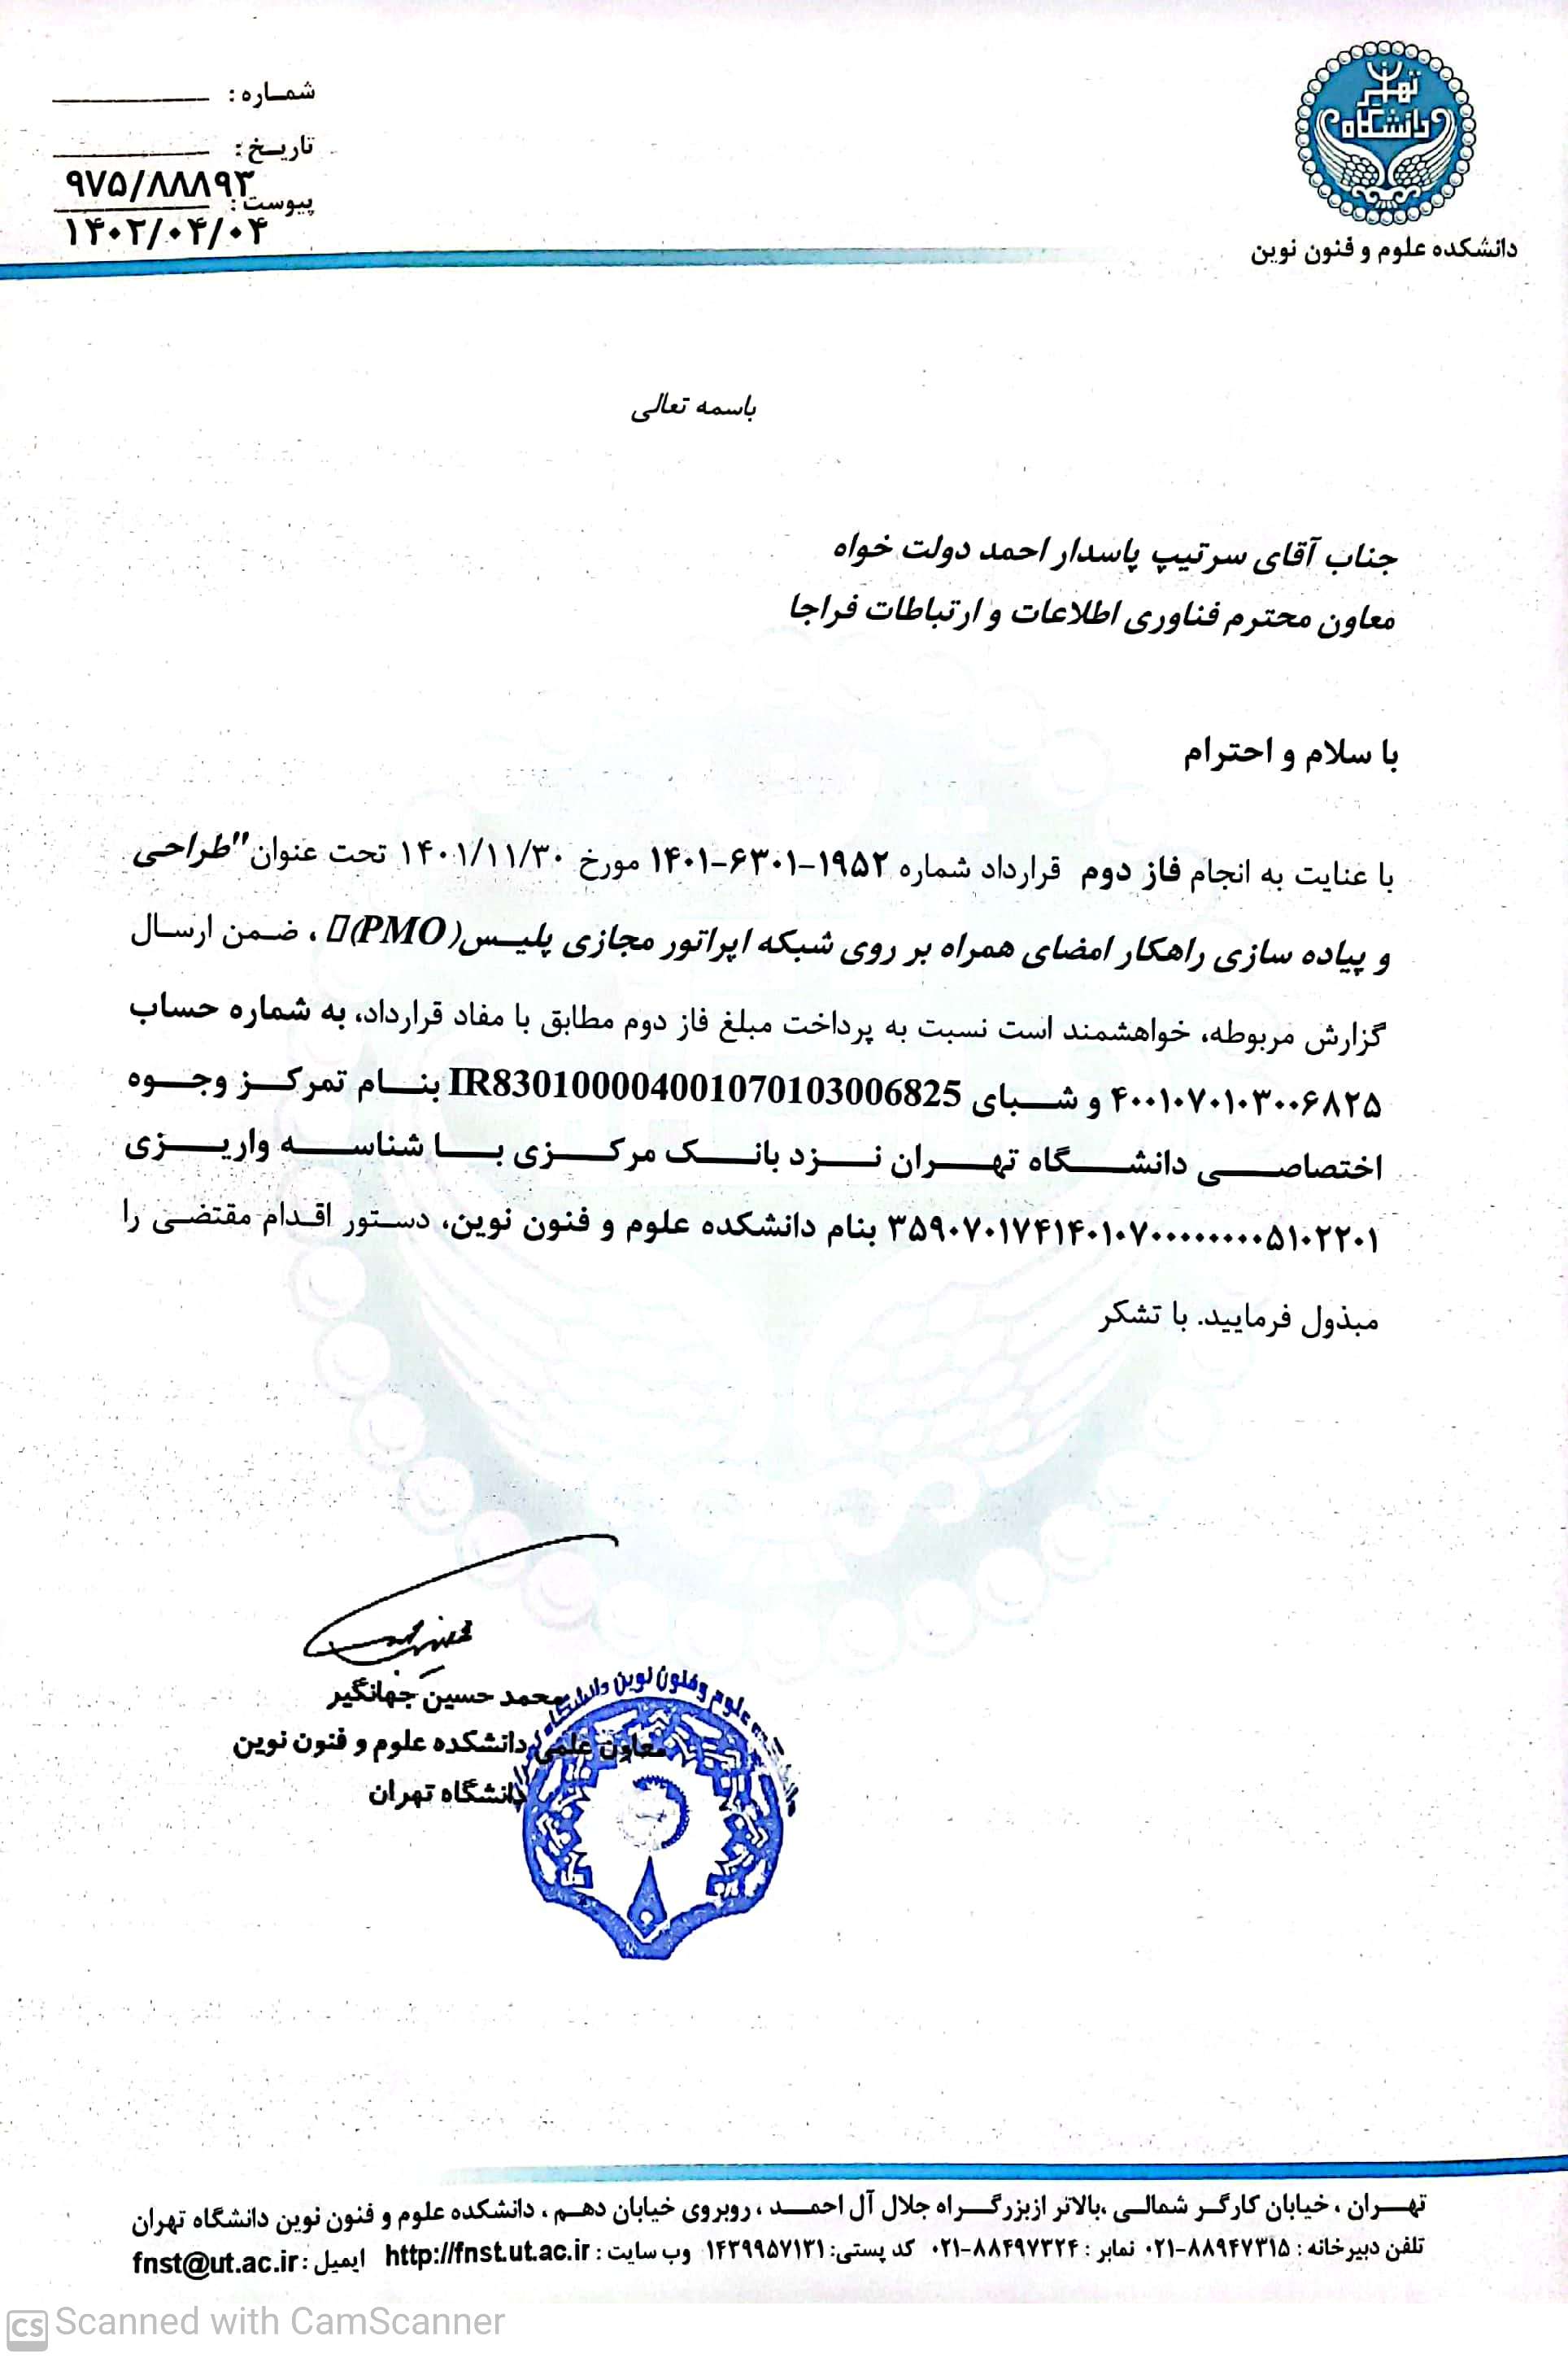 شماره :
تاریخ :
۹۷۵/۸۸۸۹۳
پیوست :
۱۴۰۲/۰۴/۰۴
دانشگاه تهران
دانشکده علوم و فنون نوین
باسمه تعالی
جناب آقای سرتیپ پاسدار احمد دولت خواه
معاون محترم فناوری اطلاعات و ارتباطات فراجا
با سلام و احترام
با عنایت به انجام فاز دوم قرارداد شماره ۱۹۵۲-۶۳۰۱-۱۴۰۱ مورخ ۱۴۰۱/۱۱/۳۰ تحت عنوان "طراحی
و پیاده سازی راهکار امضای همراه بر روی شبکه اپراتور مجازی پلیس(PMO)، ضمن ارسال
گزارش مربوطه، خواهشمند است نسبت به پرداخت مبلغ فاز دوم مطابق با مفاد قرارداد، به شماره حساب
۴۰۰۱۰۷۰۱۰۳۰۰۶۸۲۵ و شبای IR830100004001070103006825 بنام تمرکز وجوه
اختصاصی دانشگاه تهران نزد بانک مرکزی با شناسه واریزی
۳۵۹۰۷۰۱۷۴۱۴۰۱۰۷۰۰۰۰۰۰۰۰۰۵۱۰۲۲۰۱ بنام دانشکده علوم و فنون نوین، دستور اقدام مقتضی را
مبذول فرمایید. با تشکر
محمد حسین جهانگیر
معاون علمی دانشکده علوم و فنون نوین
دانشگاه تهران
تهران ، خیابان کارگر شمالی ،بالاتر ازبزرگراه جلال آل احمد ، روبروی خیابان دهم ، دانشکده علوم و فنون نوین دانشگاه تهران
تلفن دبیرخانه : ۸۸۹۴۷۳۱۵-۰۲۱ نمابر : ۸۸۴۹۷۳۲۴-۰۲۱ کد پستی: ۱۴۳۹۹۵۷۱۳۱ وب سایت : http://fnst.ut.ac.ir ایمیل : fnst@ut.ac.ir
CS Scanned with CamScanner